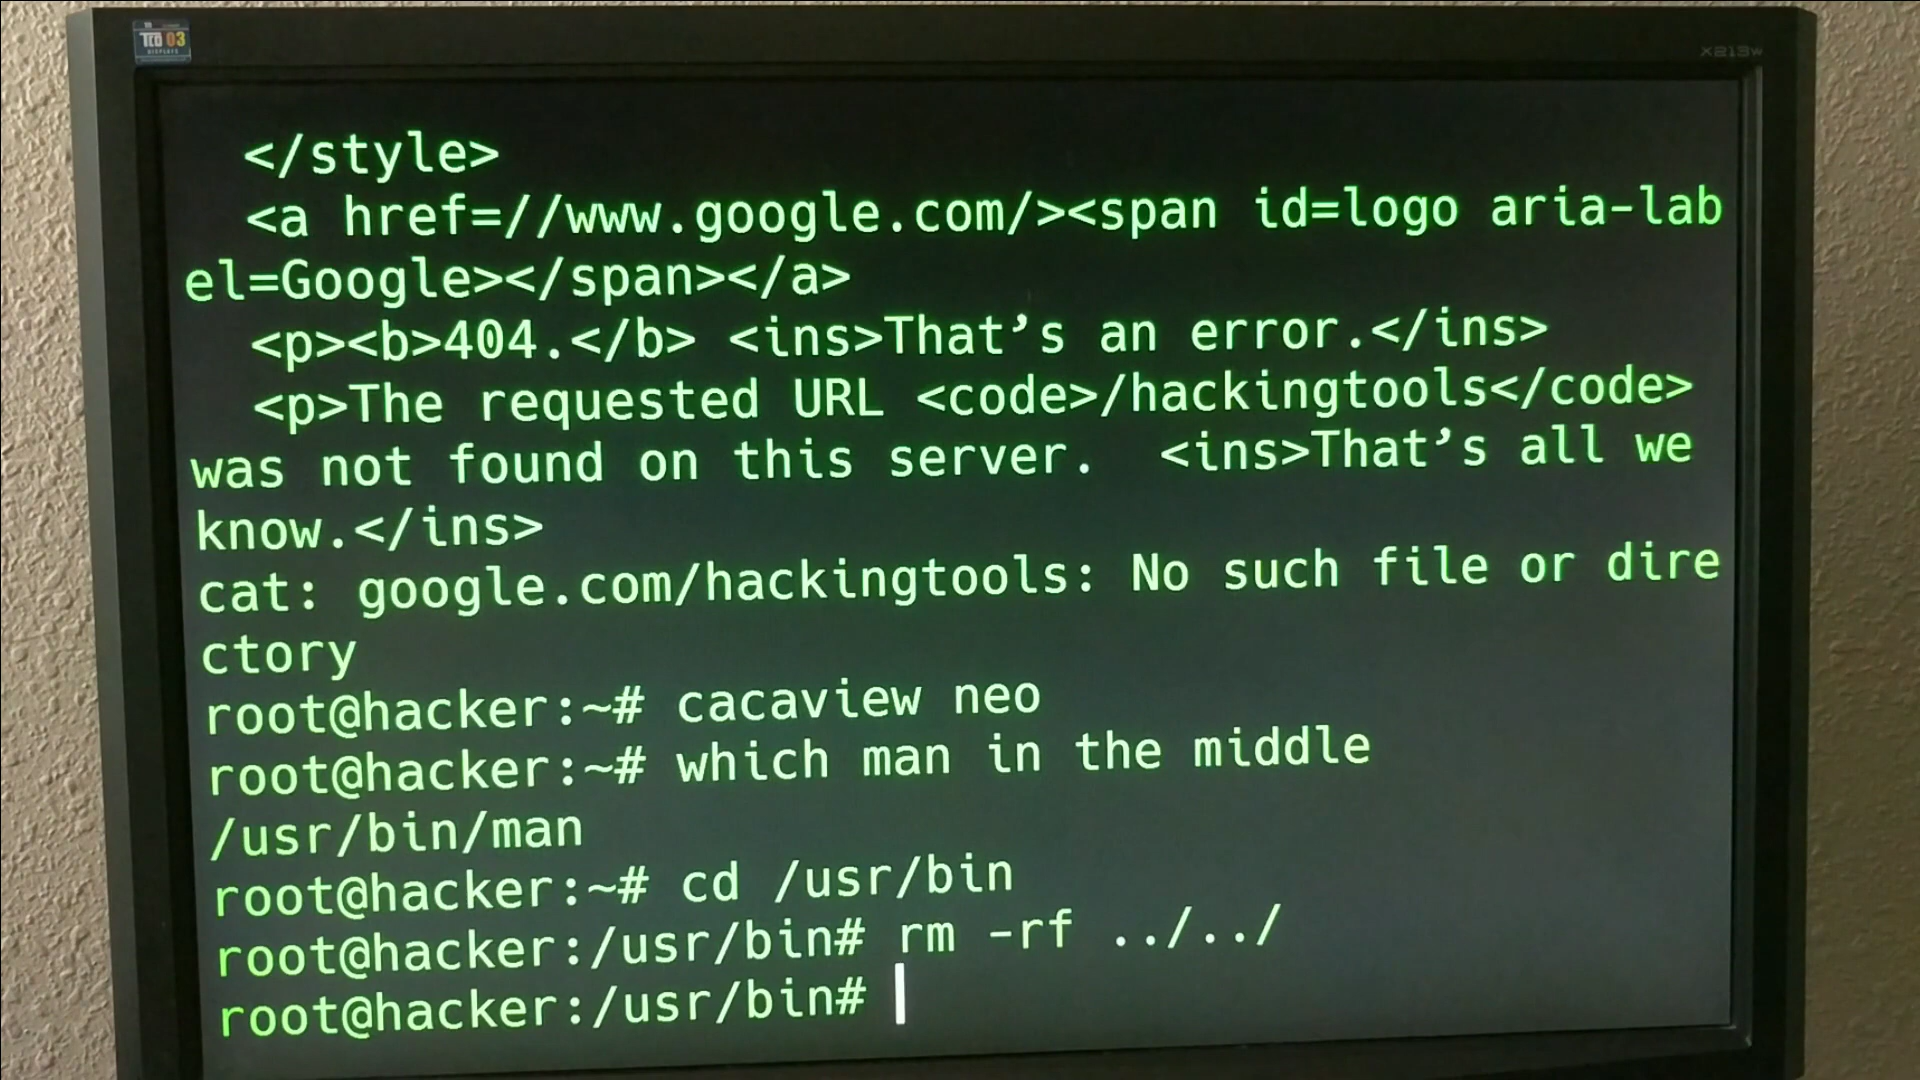 TCO 03
DISPLAYS
X213w
</style>
<a href=//www.google.com/><span id=logo aria-lab
el=Google></span></a>
<p><b>404.</b> <ins>That’s an error.</ins>
<p>The requested URL <code>/hackingtools</code>
was not found on this server.  <ins>That’s all we
know.</ins>
cat: google.com/hackingtools: No such file or dire
ctory
root@hacker:~# cacaview neo
root@hacker:~# which man in the middle
/usr/bin/man
root@hacker:~# cd /usr/bin
root@hacker:/usr/bin# rm -rf ../../
root@hacker:/usr/bin#